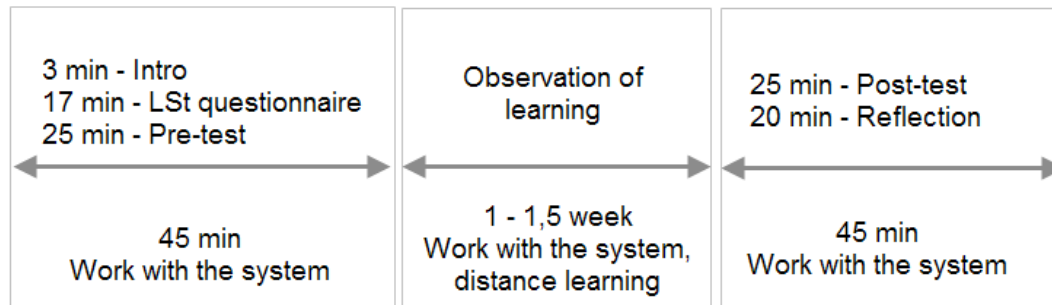 3 min - Intro
17 min - LSt questionnaire
25 min - Pre-test
45 min
Work with the system
Observation of
learning
1 - 1,5 week
Work with the system,
distance learning
25 min - Post-test
20 min - Reflection
45 min
Work with the system